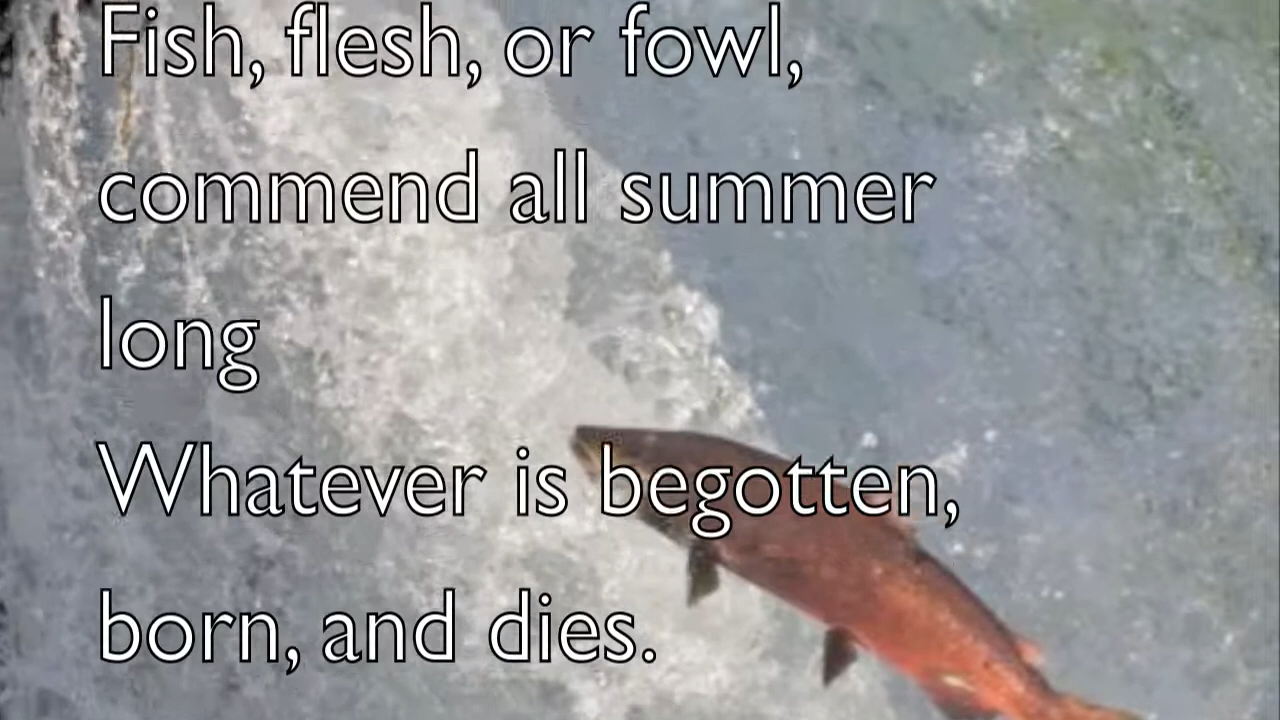 Fish, flesh, or fowl,
commend all summer
long
Whatever is begotten,
born, and dies.